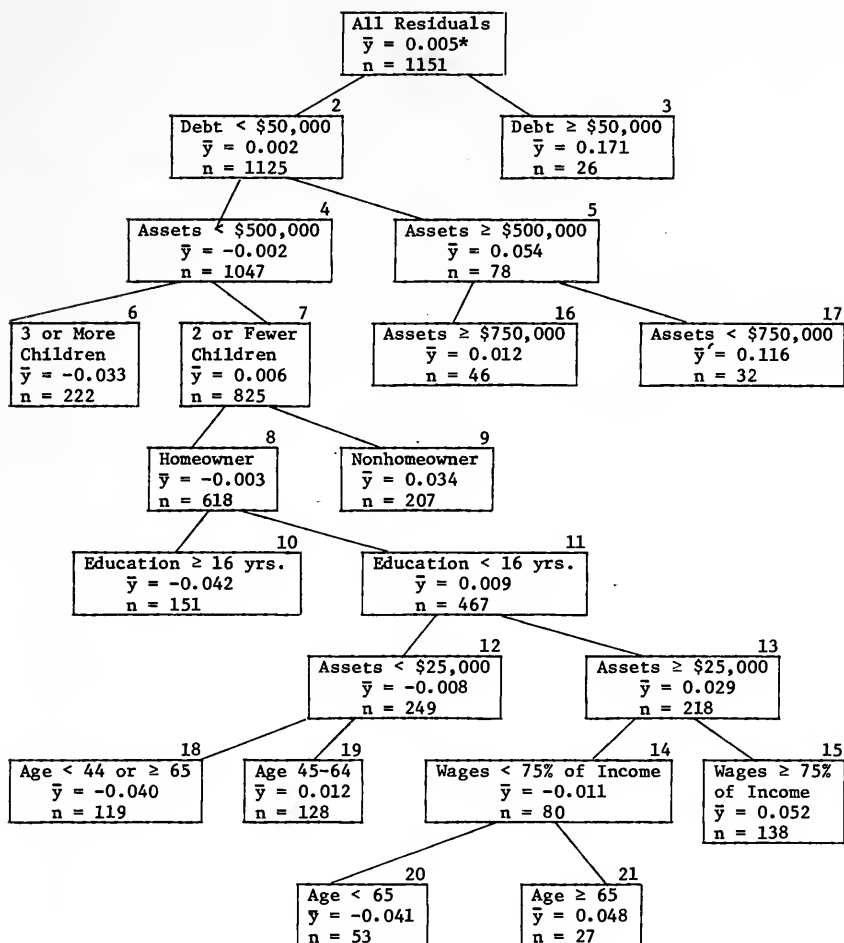 All Residuals
ȳ = 0.005*
n = 1151
2
Debt < $50,000
ȳ = 0.002
n = 1125
3
Debt ≥ $50,000
ȳ = 0.171
n = 26
4
Assets < $500,000
ȳ = -0.002
n = 1047
5
Assets ≥ $500,000
ȳ = 0.054
n = 78
6
3 or More
Children
ȳ = -0.033
n = 222
7
2 or Fewer
Children
ȳ = 0.006
n = 825
16
Assets ≥ $750,000
ȳ = 0.012
n = 46
17
Assets < $750,000
ȳ = 0.116
n = 32
8
Homeowner
ȳ = -0.003
n = 618
9
Nonhomeowner
ȳ = 0.034
n = 207
10
Education ≥ 16 yrs.
ȳ = -0.042
n = 151
11
Education < 16 yrs.
ȳ = 0.009
n = 467
12
Assets < $25,000
ȳ = -0.008
n = 249
13
Assets ≥ $25,000
ȳ = 0.029
n = 218
18
Age < 44 or ≥ 65
ȳ = -0.040
n = 119
19
Age 45-64
ȳ = 0.012
n = 128
14
Wages < 75% of Income
ȳ = -0.011
n = 80
15
Wages ≥ 75%
of Income
ȳ = 0.052
n = 138
20
Age < 65
ȳ = -0.041
n = 53
21
Age ≥ 65
ȳ = 0.048
n = 27